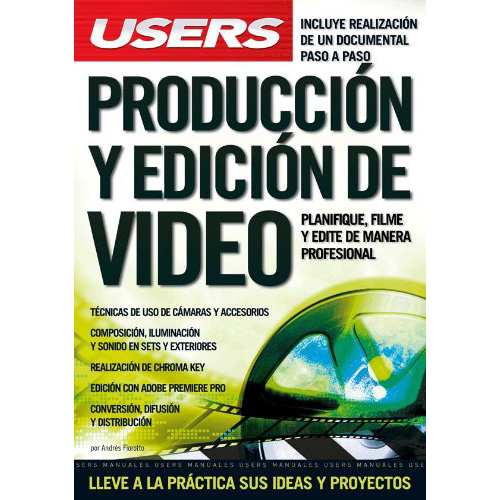 USERS
INCLUYE REALIZACIÓN
DE UN DOCUMENTAL
PASO A PASO
PRODUCCIÓN
Y EDICIÓN DE
VIDEO
PLANIFIQUE, FILME
Y EDITE DE MANERA
PROFESIONAL
TÉCNICAS DE USO DE CÁMARAS Y ACCESORIOS
COMPOSICIÓN, ILUMINACIÓN
Y SONIDO EN SETS Y EXTERIORES
REALIZACIÓN DE CHROMA KEY
EDICIÓN CON ADOBE PREMIERE PRO
CONVERSIÓN, DIFUSIÓN
Y DISTRIBUCIÓN
por Andrés Fiorotto
SERS MANUALES USERS MANUALES USERS MANUALES USERS MANUALES USERS MANUALES USE
LLEVE A LA PRÁCTICA SUS IDEAS Y PROYECTOS